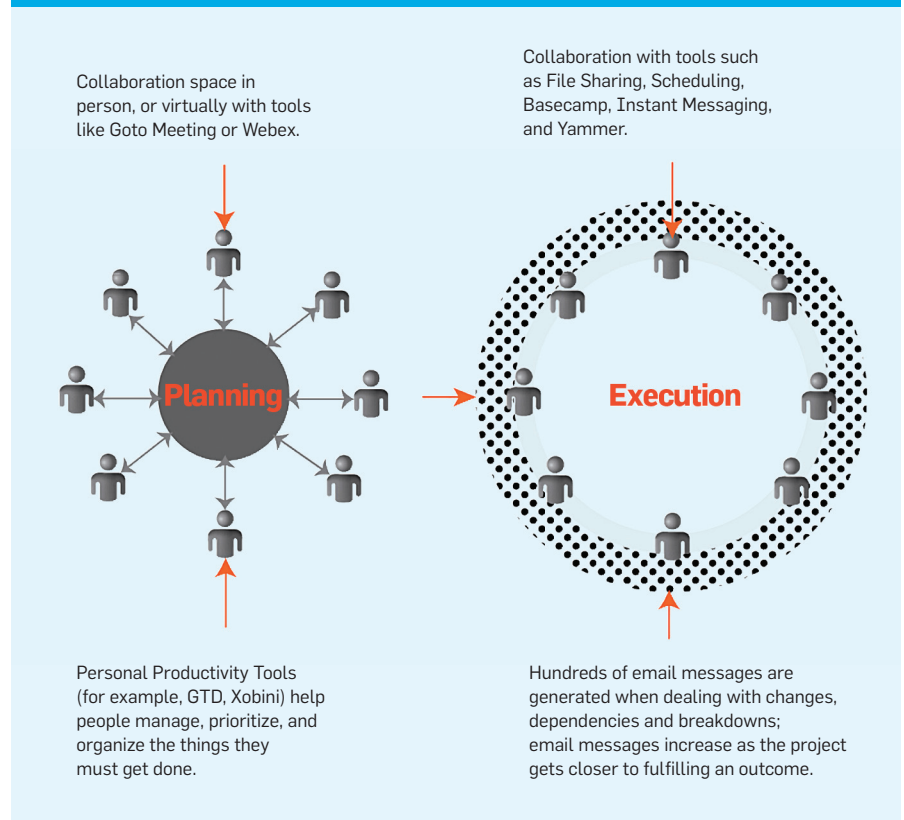 Collaboration space in
person, or virtually with tools
like Goto Meeting or Webex.
Collaboration with tools such
as File Sharing, Scheduling,
Basecamp, Instant Messaging,
and Yammer.
Planning
Execution
Personal Productivity Tools
(for example, GTD, Xobini) help
people manage, prioritize, and
organize the things they
must get done.
Hundreds of email messages are
generated when dealing with changes,
dependencies and breakdowns;
email messages increase as the project
gets closer to fulfilling an outcome.